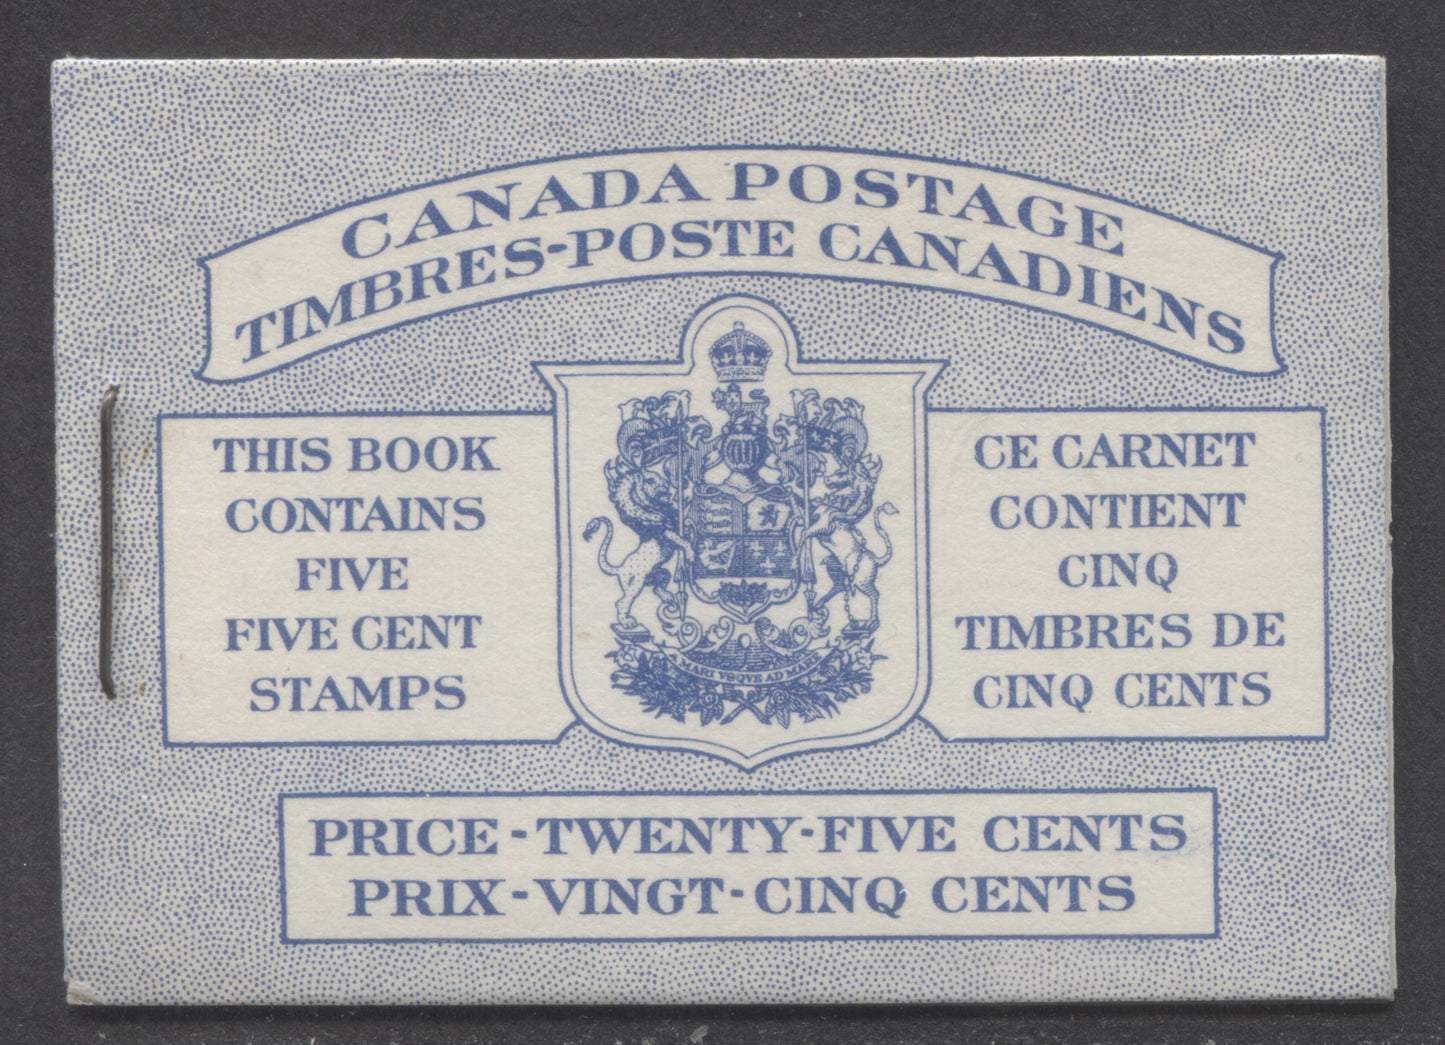 CANADA POSTAGE
TIMBRES-POSTE CANADIENS
THIS BOOK
CONTAINS
FIVE
FIVE CENT
STAMPS
A MARI VSQVE AD MARE
CE CARNET
CONTIENT
CINQ
TIMBRES DE
CINQ CENTS
PRICE - TWENTY-FIVE CENTS
PRIX - VINGT - CINQ CENTS